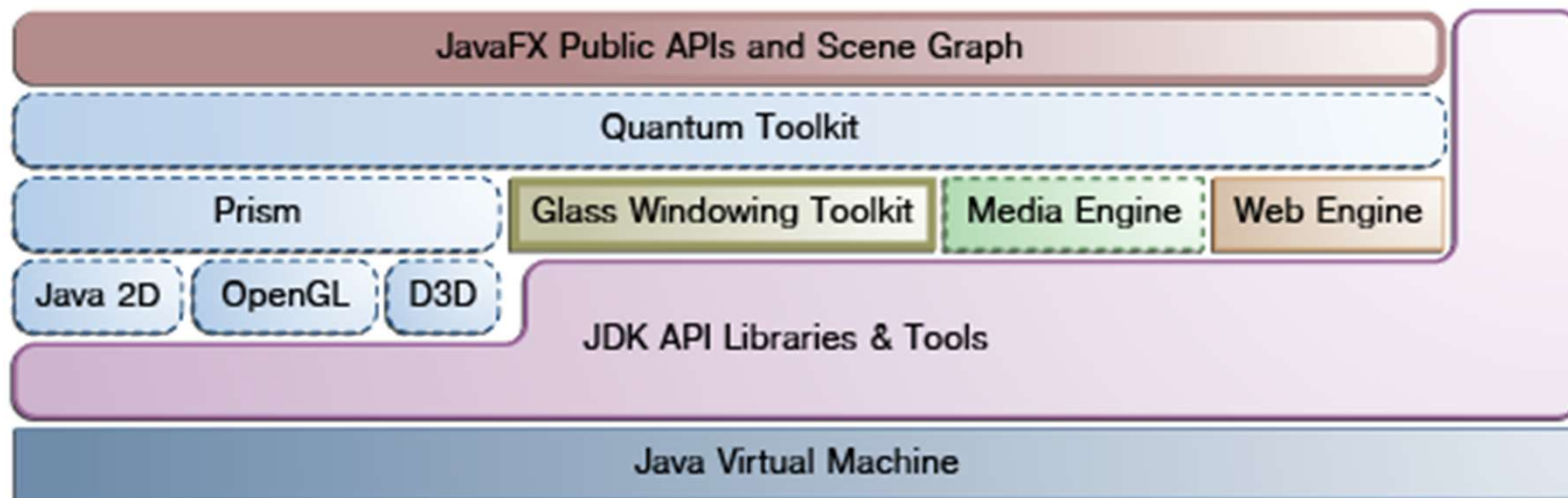 JavaFX Public APIs and Scene Graph
Quantum Toolkit
Prism
Glass Windowing Toolkit
Media Engine
Web Engine
Java 2D
OpenGL
D3D
JDK API Libraries & Tools
Java Virtual Machine